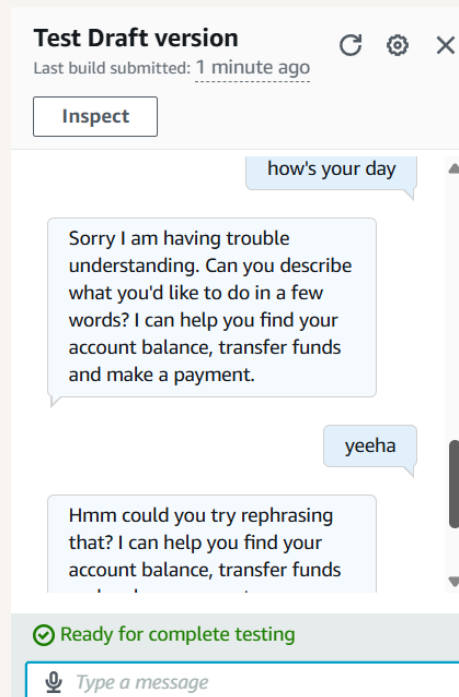 Test Draft version
Last build submitted: 1 minute ago
Inspect
how's your day
Sorry I am having trouble
understanding. Can you describe
what you'd like to do in a few
words? I can help you find your
account balance, transfer funds
and make a payment.
yeeha
Hmm could you try rephrasing
that? I can help you find your
account balance, transfer funds
Ready for complete testing
Type a message